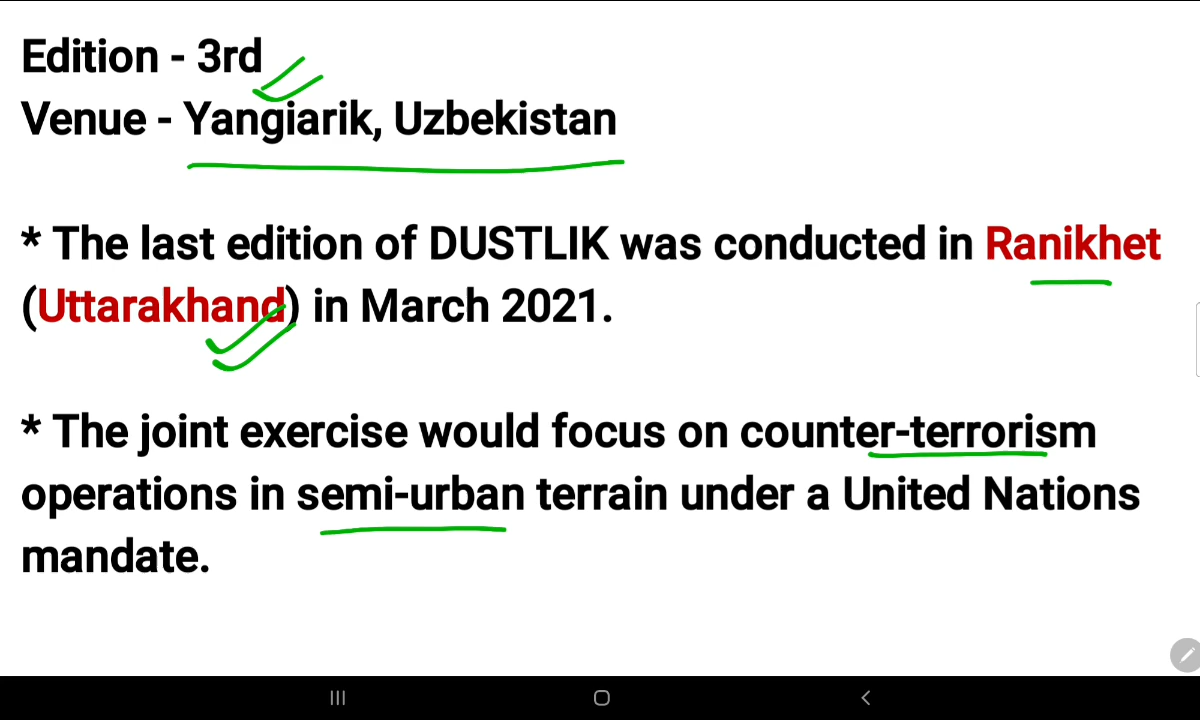 Edition - 3rd
Venue - Yangiarik, Uzbekistan
* The last edition of DUSTLIK was conducted in Ranikhet
(Uttarakhand) in March 2021.
* The joint exercise would focus on counter-terrorism
operations in semi-urban terrain under a United Nations
mandate.